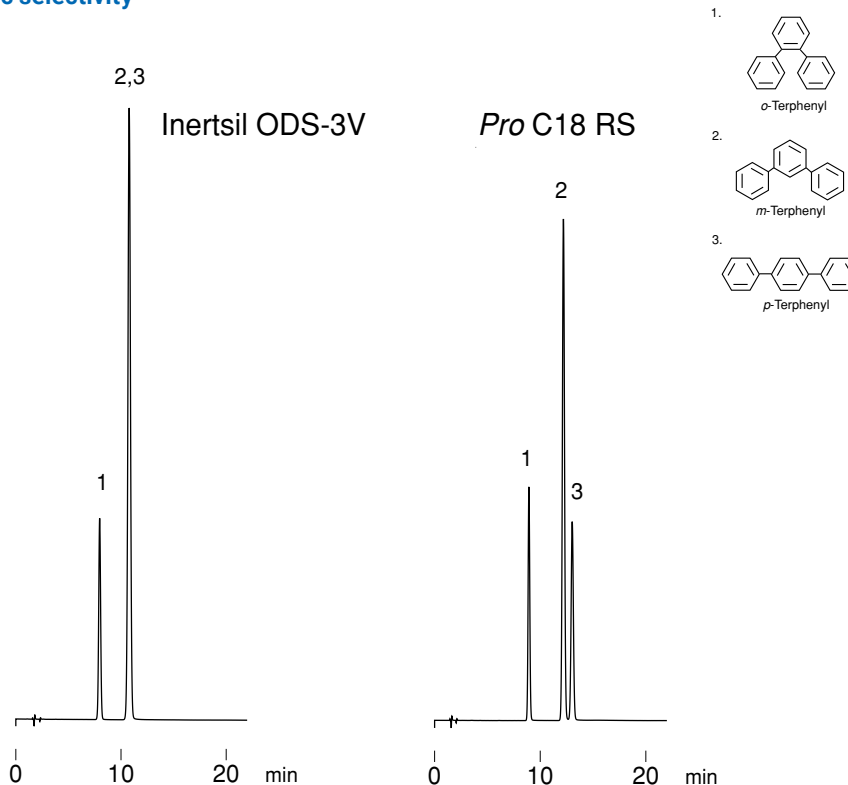 selectivity
2,3
Inertsil ODS-3V
1
0
10
20
min
Pro C18 RS
2
1
3
0
10
20
min
1.
o-Terphenyl
2.
m-Terphenyl
3.
p-Terphenyl